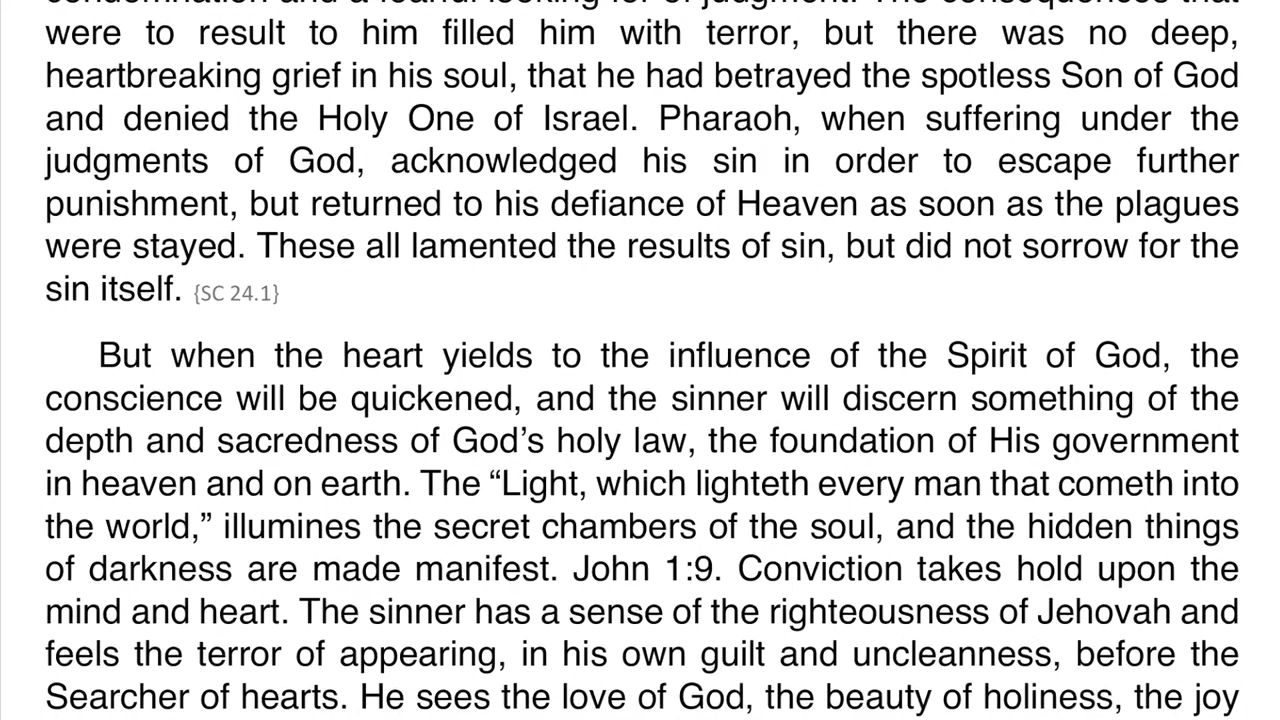 condemnation and a fearful looking for of judgment. The consequences that
were to result to him filled him with terror, but there was no deep,
heartbreaking grief in his soul, that he had betrayed the spotless Son of God
and denied the Holy One of Israel. Pharaoh, when suffering under the
judgments of God, acknowledged his sin in order to escape further
punishment, but returned to his defiance of Heaven as soon as the plagues
were stayed. These all lamented the results of sin, but did not sorrow for the
sin itself. {SC 24.1}
But when the heart yields to the influence of the Spirit of God, the
conscience will be quickened, and the sinner will discern something of the
depth and sacredness of God’s holy law, the foundation of His government
in heaven and on earth. The “Light, which lighteth every man that cometh into
the world,” illumines the secret chambers of the soul, and the hidden things
of darkness are made manifest. John 1:9. Conviction takes hold upon the
mind and heart. The sinner has a sense of the righteousness of Jehovah and
feels the terror of appearing, in his own guilt and uncleanness, before the
Searcher of hearts. He sees the love of God, the beauty of holiness, the joy